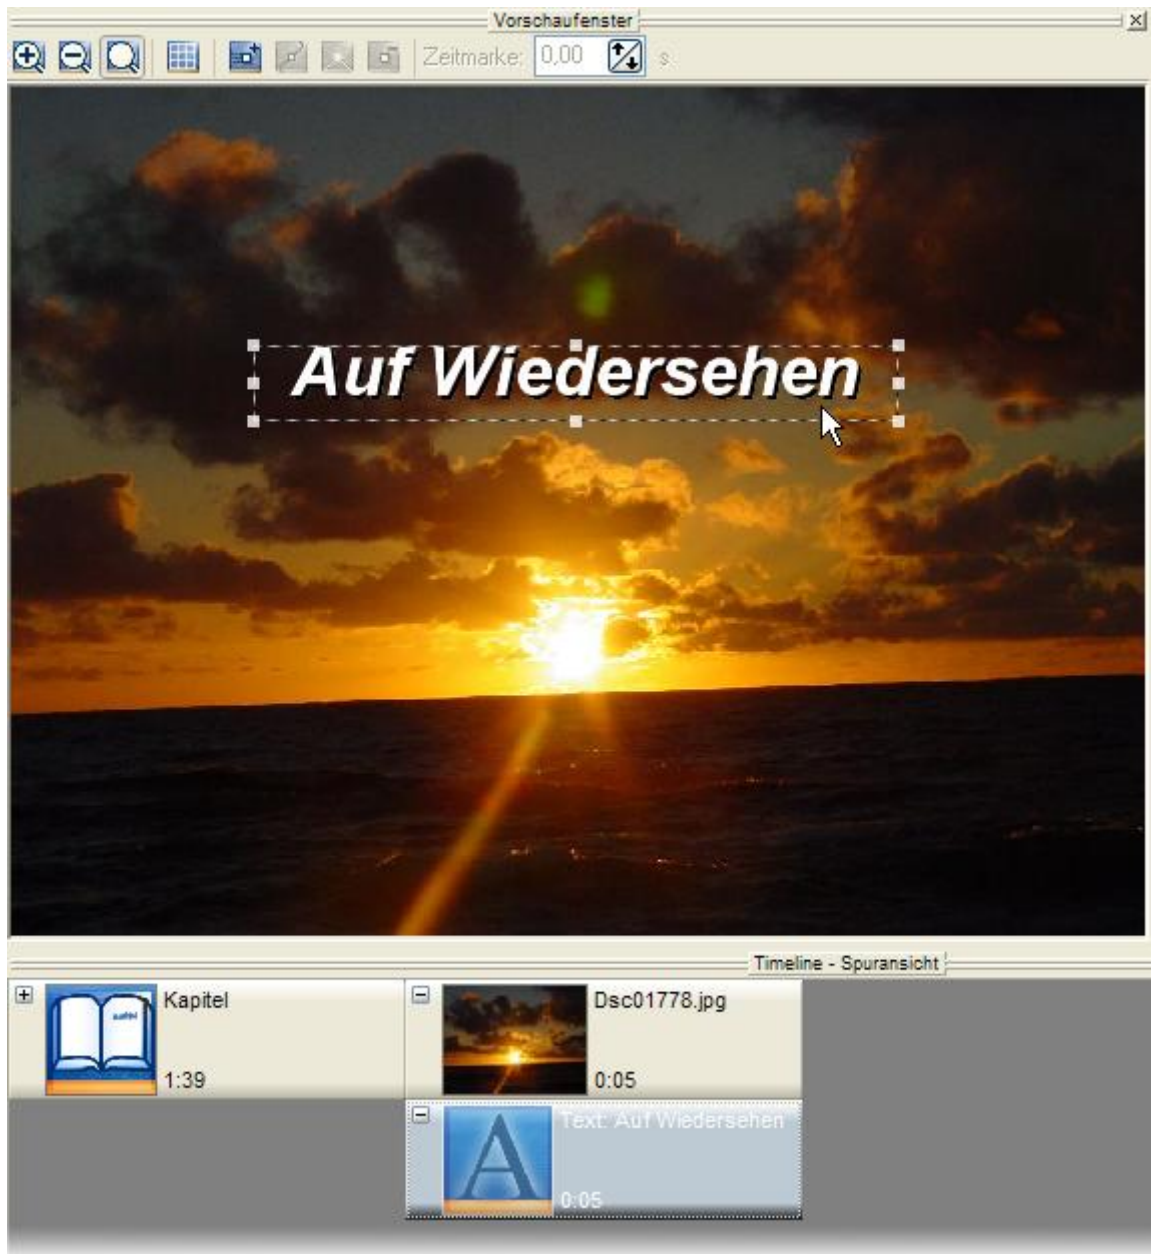 Vorschaufenster
Zeitmarke: 0,00 s
Auf Wiedersehen
Timeline - Spuransicht
Kapitel
1:39
Dsc01778.jpg
0:05
Text: Auf Wiedersehen
0:05